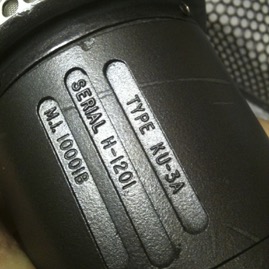 TYPE KU-3A
SERIAL H-1201
M.I. 10001B